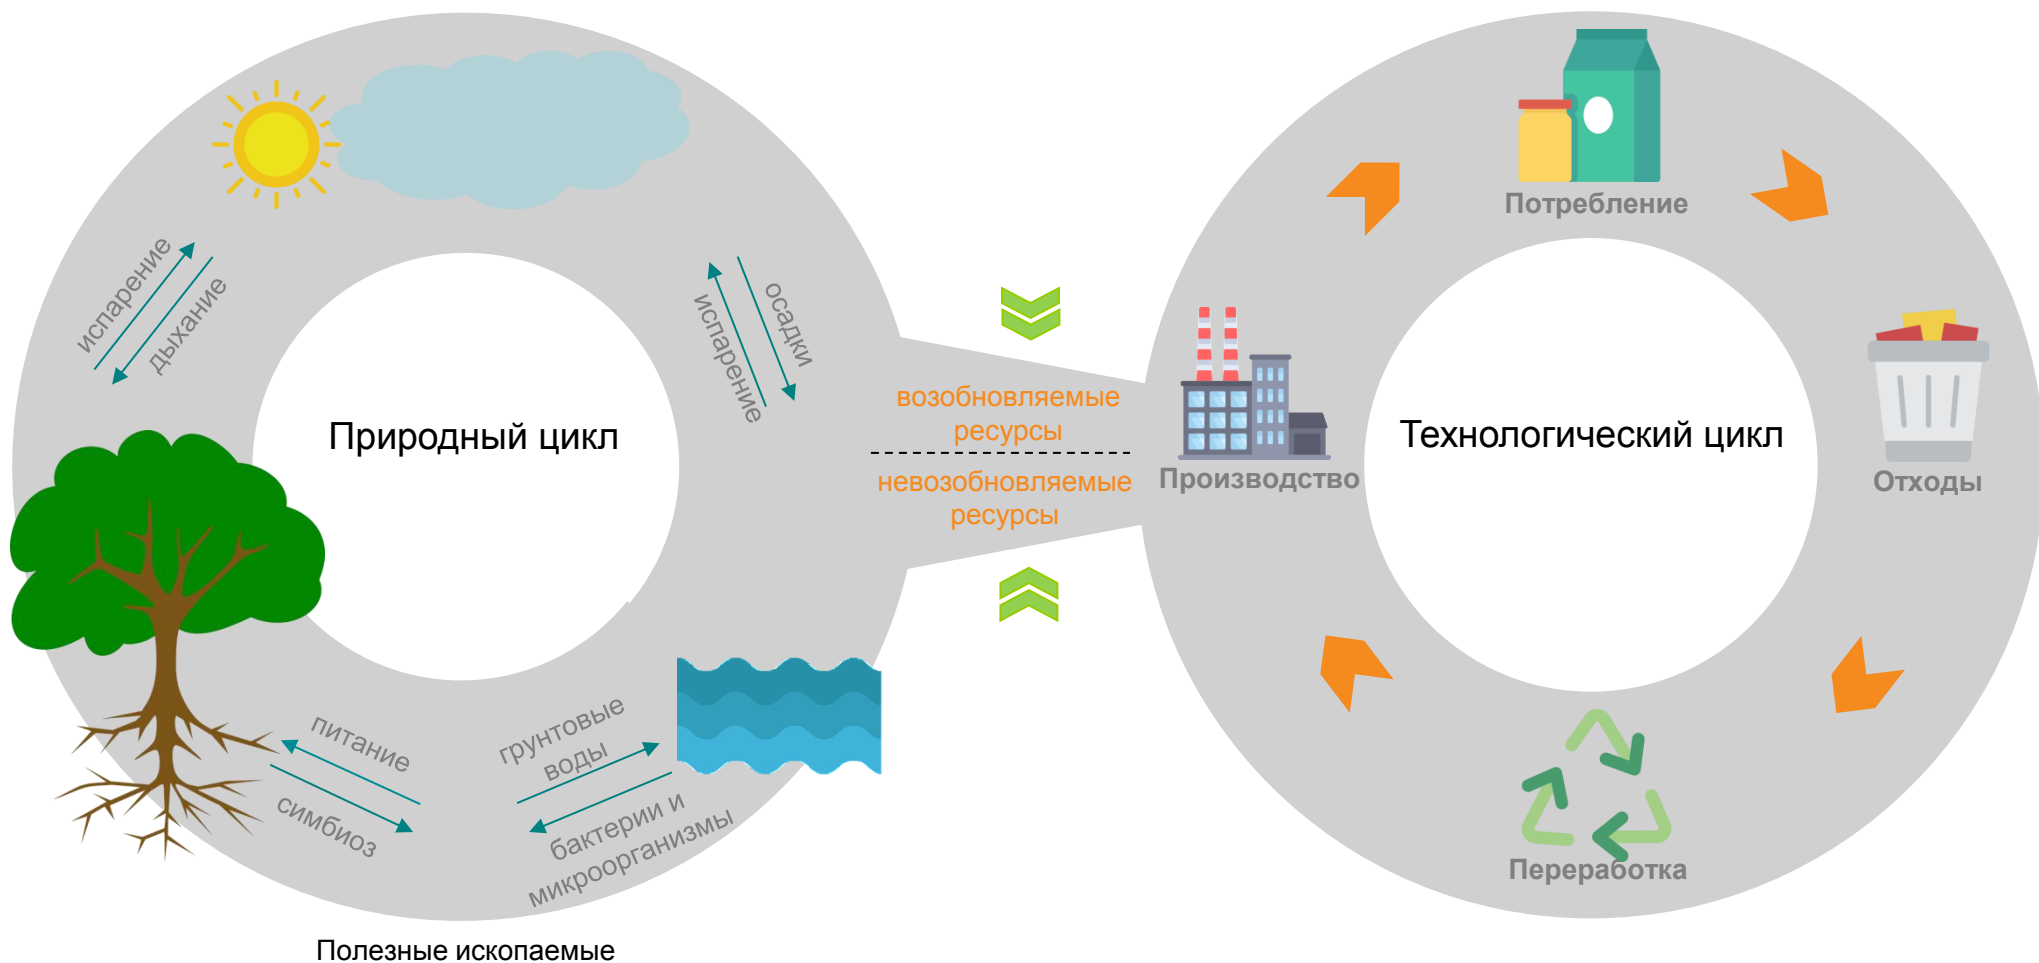 испарение
дыхание
испарение
осадки
Природный цикл
питание
симбиоз
грунтовые
воды
бактерии и
микроорганизмы
Полезные ископаемые
возобновляемые
ресурсы
невозобновляемые
ресурсы
Потребление
Производство
Технологический цикл
Отходы
Переработка